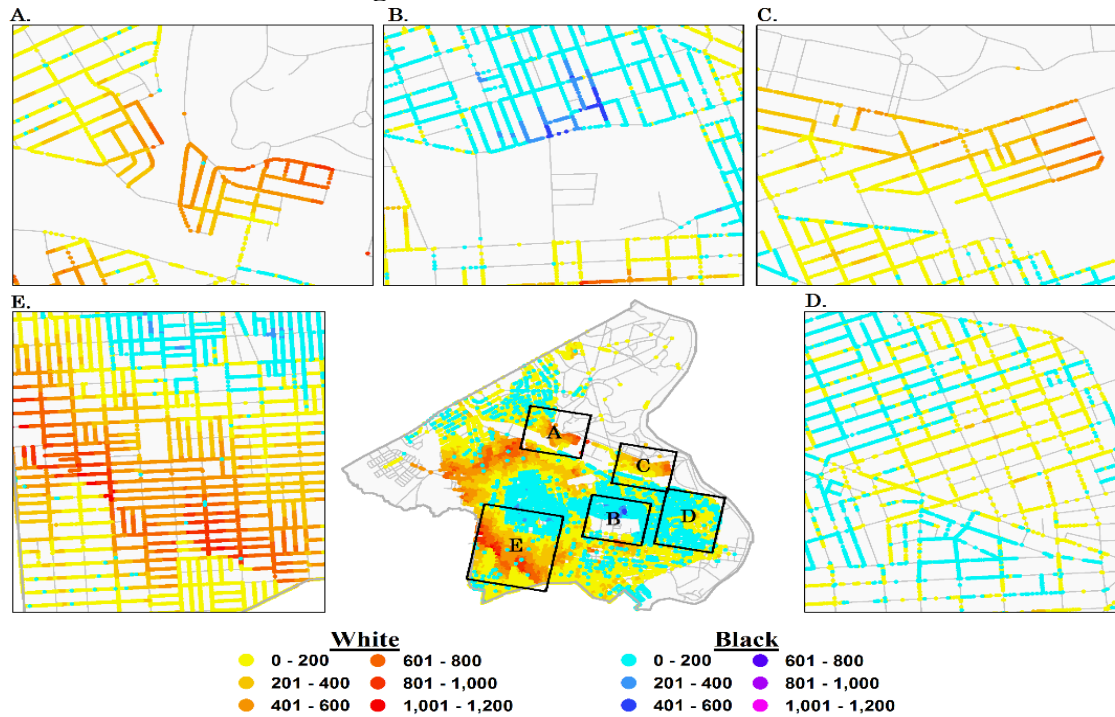 A.
B.
C.
E.
D.
A
C
B
D
E
White
Black
0 - 200
601 - 800
0 - 200
601 - 800
201 - 400
801 - 1,000
201 - 400
801 - 1,000
401 - 600
1,001 - 1,200
401 - 600
1,001 - 1,200